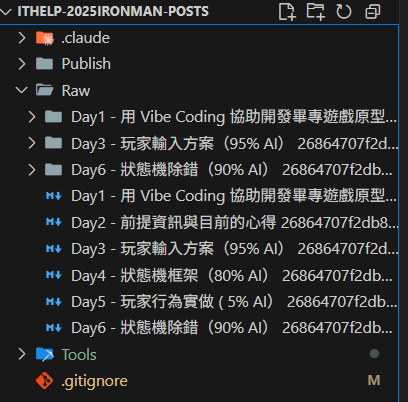 ITHELP-2025IRONMAN-POSTS
.claude
Publish
Raw
Day1 - 用 Vibe Coding 協助開發畢專遊戲原型...
Day3 - 玩家輸入方案（95% AI） 26864707f2d...
Day6 - 狀態機除錯（90% AI） 26864707f2db...
Day1 - 用 Vibe Coding 協助開發畢專遊戲原型...
Day2 - 前提資訊與目前的心得 26864707f2db8...
Day3 - 玩家輸入方案（95% AI） 26864707f2d...
Day4 - 狀態機框架（80% AI） 26864707f2db...
Day5 - 玩家行為實做 ( 5% AI） 26864707f2db...
Day6 - 狀態機除錯（90% AI） 26864707f2db...
Tools
.gitignore M